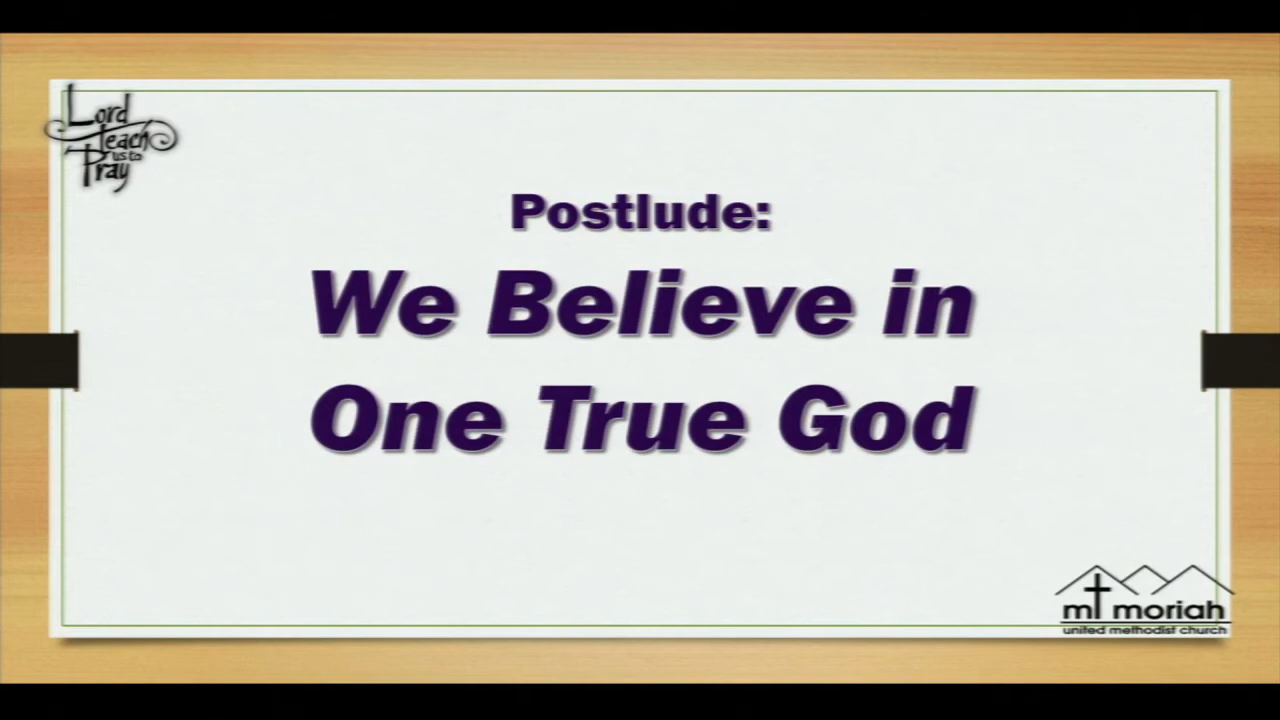 Lord
teach
us to
Pray
Postlude:
We Believe in
One True God
mt moriah
united methodist church